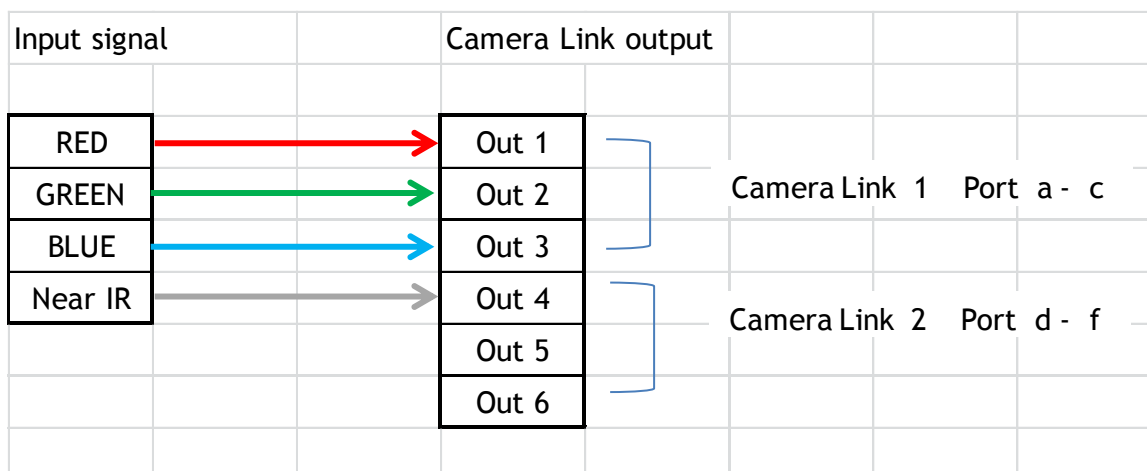 Input signal Camera Link output
RED Out 1
GREEN Out 2
Camera Link 1 Port a - c
BLUE Out 3
Near IR Out 4
Camera Link 2 Port d - f
Out 5
Out 6